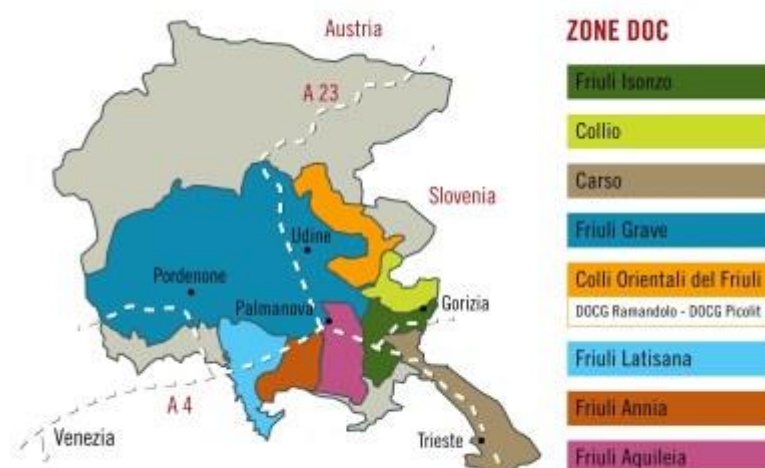 Austria
A 23
Slovenia
Udine
Pordenone
Palmanova
Gorizia
A 4
Venezia
Trieste
ZONE DOC
Friuli Isonzo
Collio
Carso
Friuli Grave
Colli Orientali del Friuli
DOCG Ramandolo - DOCG Picolit
Friuli Latisana
Friuli Annia
Friuli Aquileia